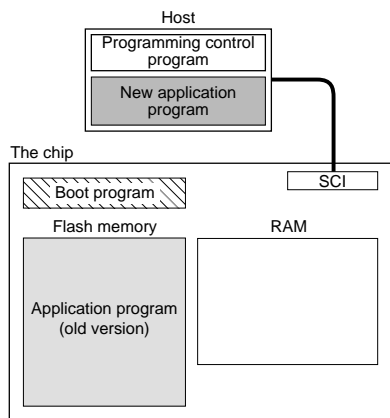 Host
Programming control
program
New application
program
The chip
SCI
Boot program
Flash memory
RAM
Application program
(old version)